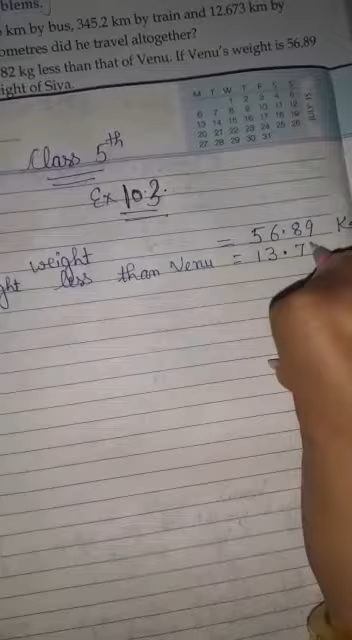 blems.
km by bus, 345.2 km by train and 12.673 km by
ometres did he travel altogether?
82 kg less than that of Venu. If Venu's weight is 56.89
ight of Siva.
M T W T F S S
1 2 3 4 5
6 7 8 9 10 11 12
13 14 15 16 17 18 19
20 21 22 23 24 25 26
27 28 29 30 31
Class 5th
Ex 10.3.
weight = 56.89 K
ght less than Venu = 13.7